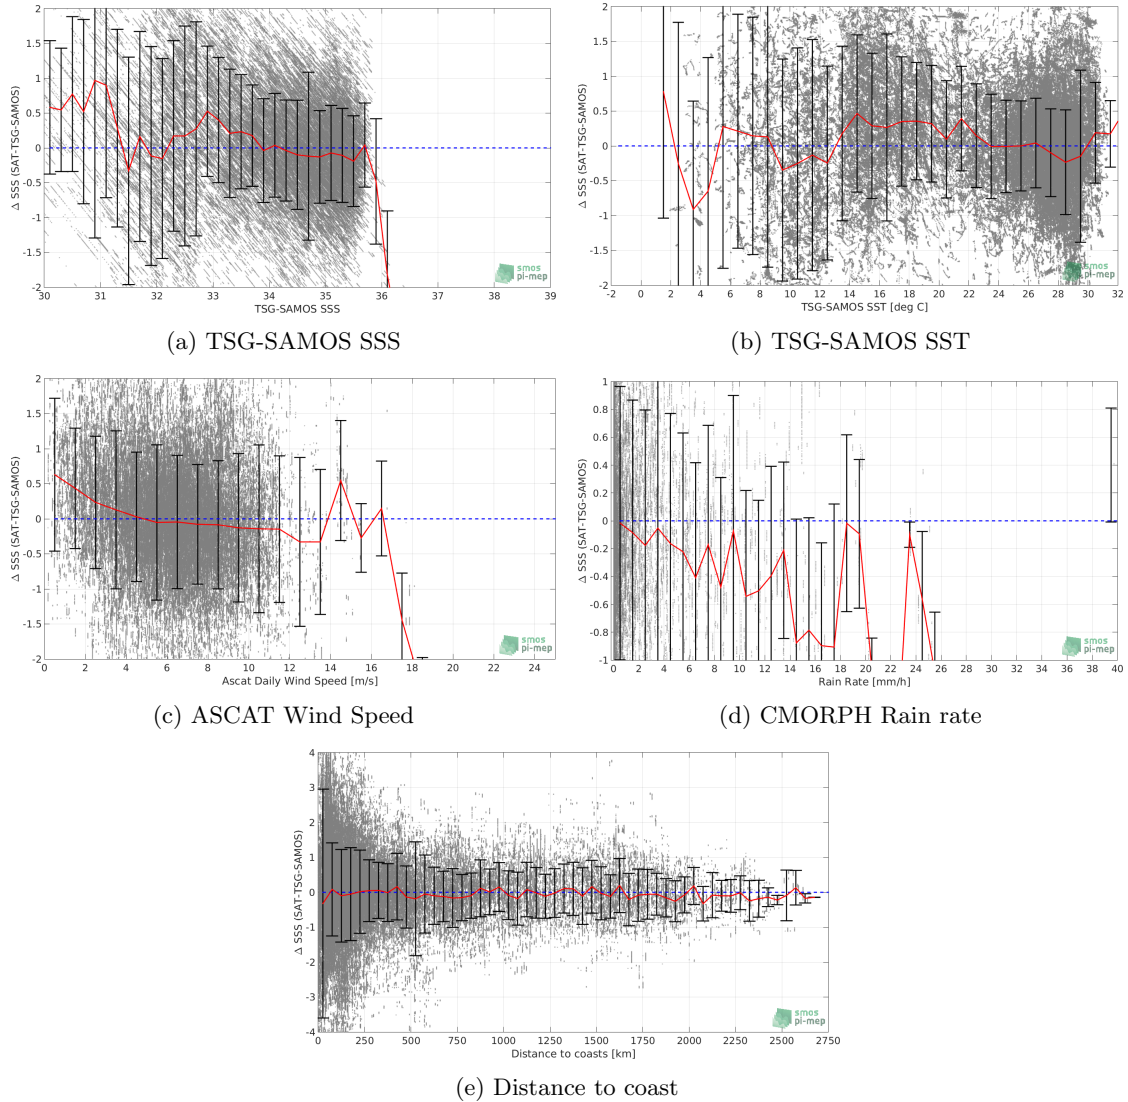 2
1.5
1
0.5
0
-0.5
-1
-1.5
-2
Δ SSS (SAT-TSG-SAMOS)
30 31 32 33 34 35 36 37 38 39
TSG-SAMOS SSS
smos
pi-mep
(a) TSG-SAMOS SSS
2
1.5
1
0.5
0
-0.5
-1
-1.5
-2
Δ SSS (SAT-TSG-SAMOS)
-2 0 2 4 6 8 10 12 14 16 18 20 22 24 26 28 30 32
TSG-SAMOS SST [deg C]
smos
pi-mep
(b) TSG-SAMOS SST
2
1.5
1
0.5
0
-0.5
-1
-1.5
-2
Δ SSS (SAT-TSG-SAMOS)
0 2 4 6 8 10 12 14 16 18 20 22 24
Ascat Daily Wind Speed [m/s]
smos
pi-mep
(c) ASCAT Wind Speed
1
0.8
0.6
0.4
0.2
0
-0.2
-0.4
-0.6
-0.8
-1
Δ SSS (SAT-TSG-SAMOS)
0 2 4 6 8 10 12 14 16 18 20 22 24 26 28 30 32 34 36 38 40
Rain Rate [mm/h]
smos
pi-mep
(d) CMORPH Rain rate
4
3
2
1
0
-1
-2
-3
-4
Δ SSS (SAT-TSG-SAMOS)
0 250 500 750 1000 1250 1500 1750 2000 2250 2500 2750
Distance to coasts [km]
smos
pi-mep
(e) Distance to coast